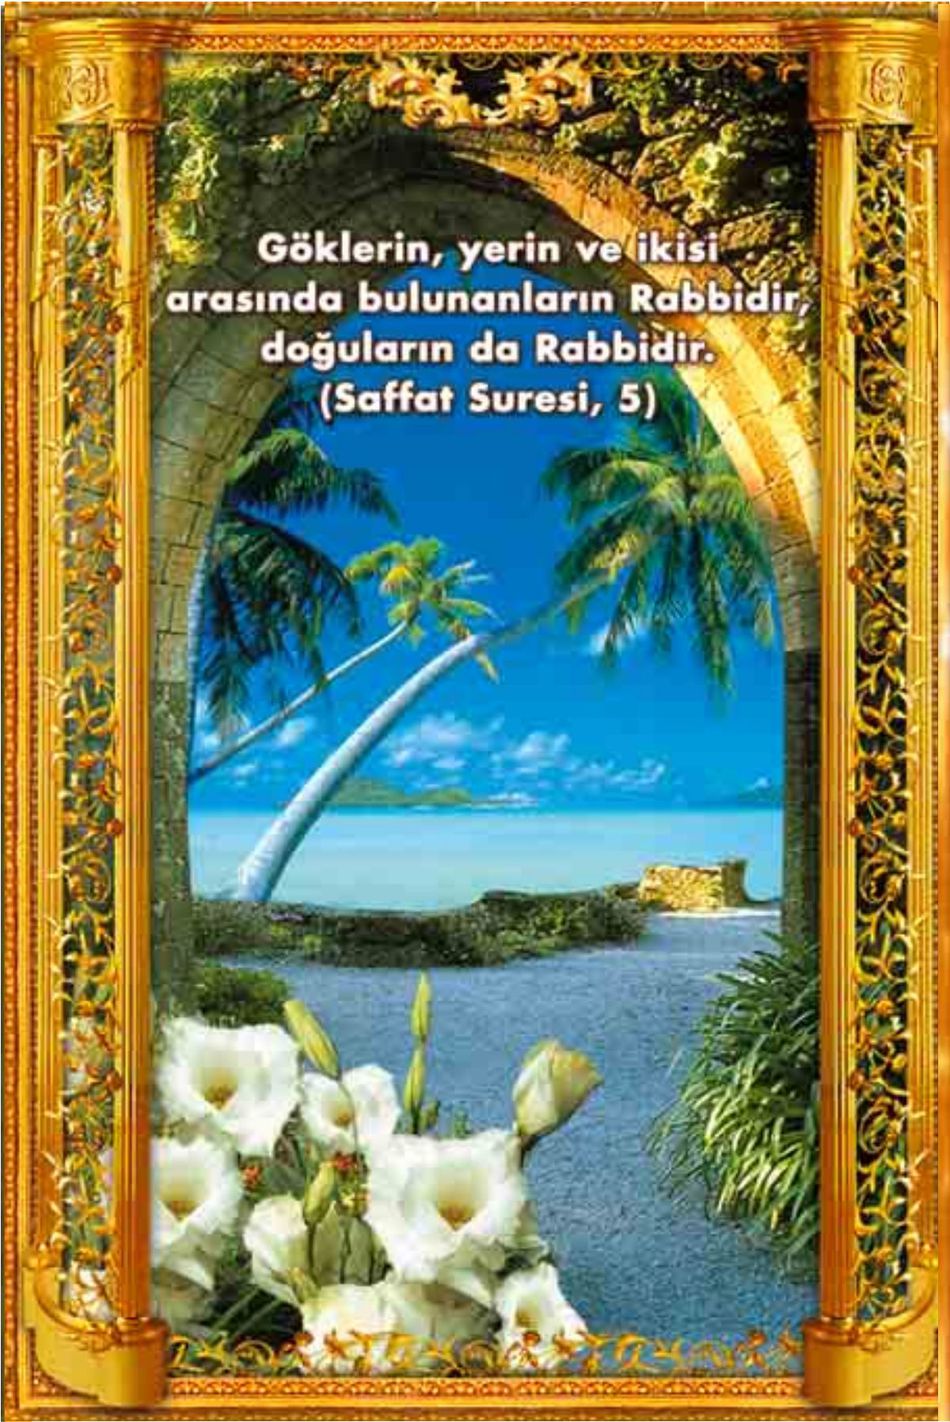 Göklerin, yerin ve ikisi
arasında bulunanların Rabbidir,
doğuların da Rabbidir.
(Saffat Suresi, 5)